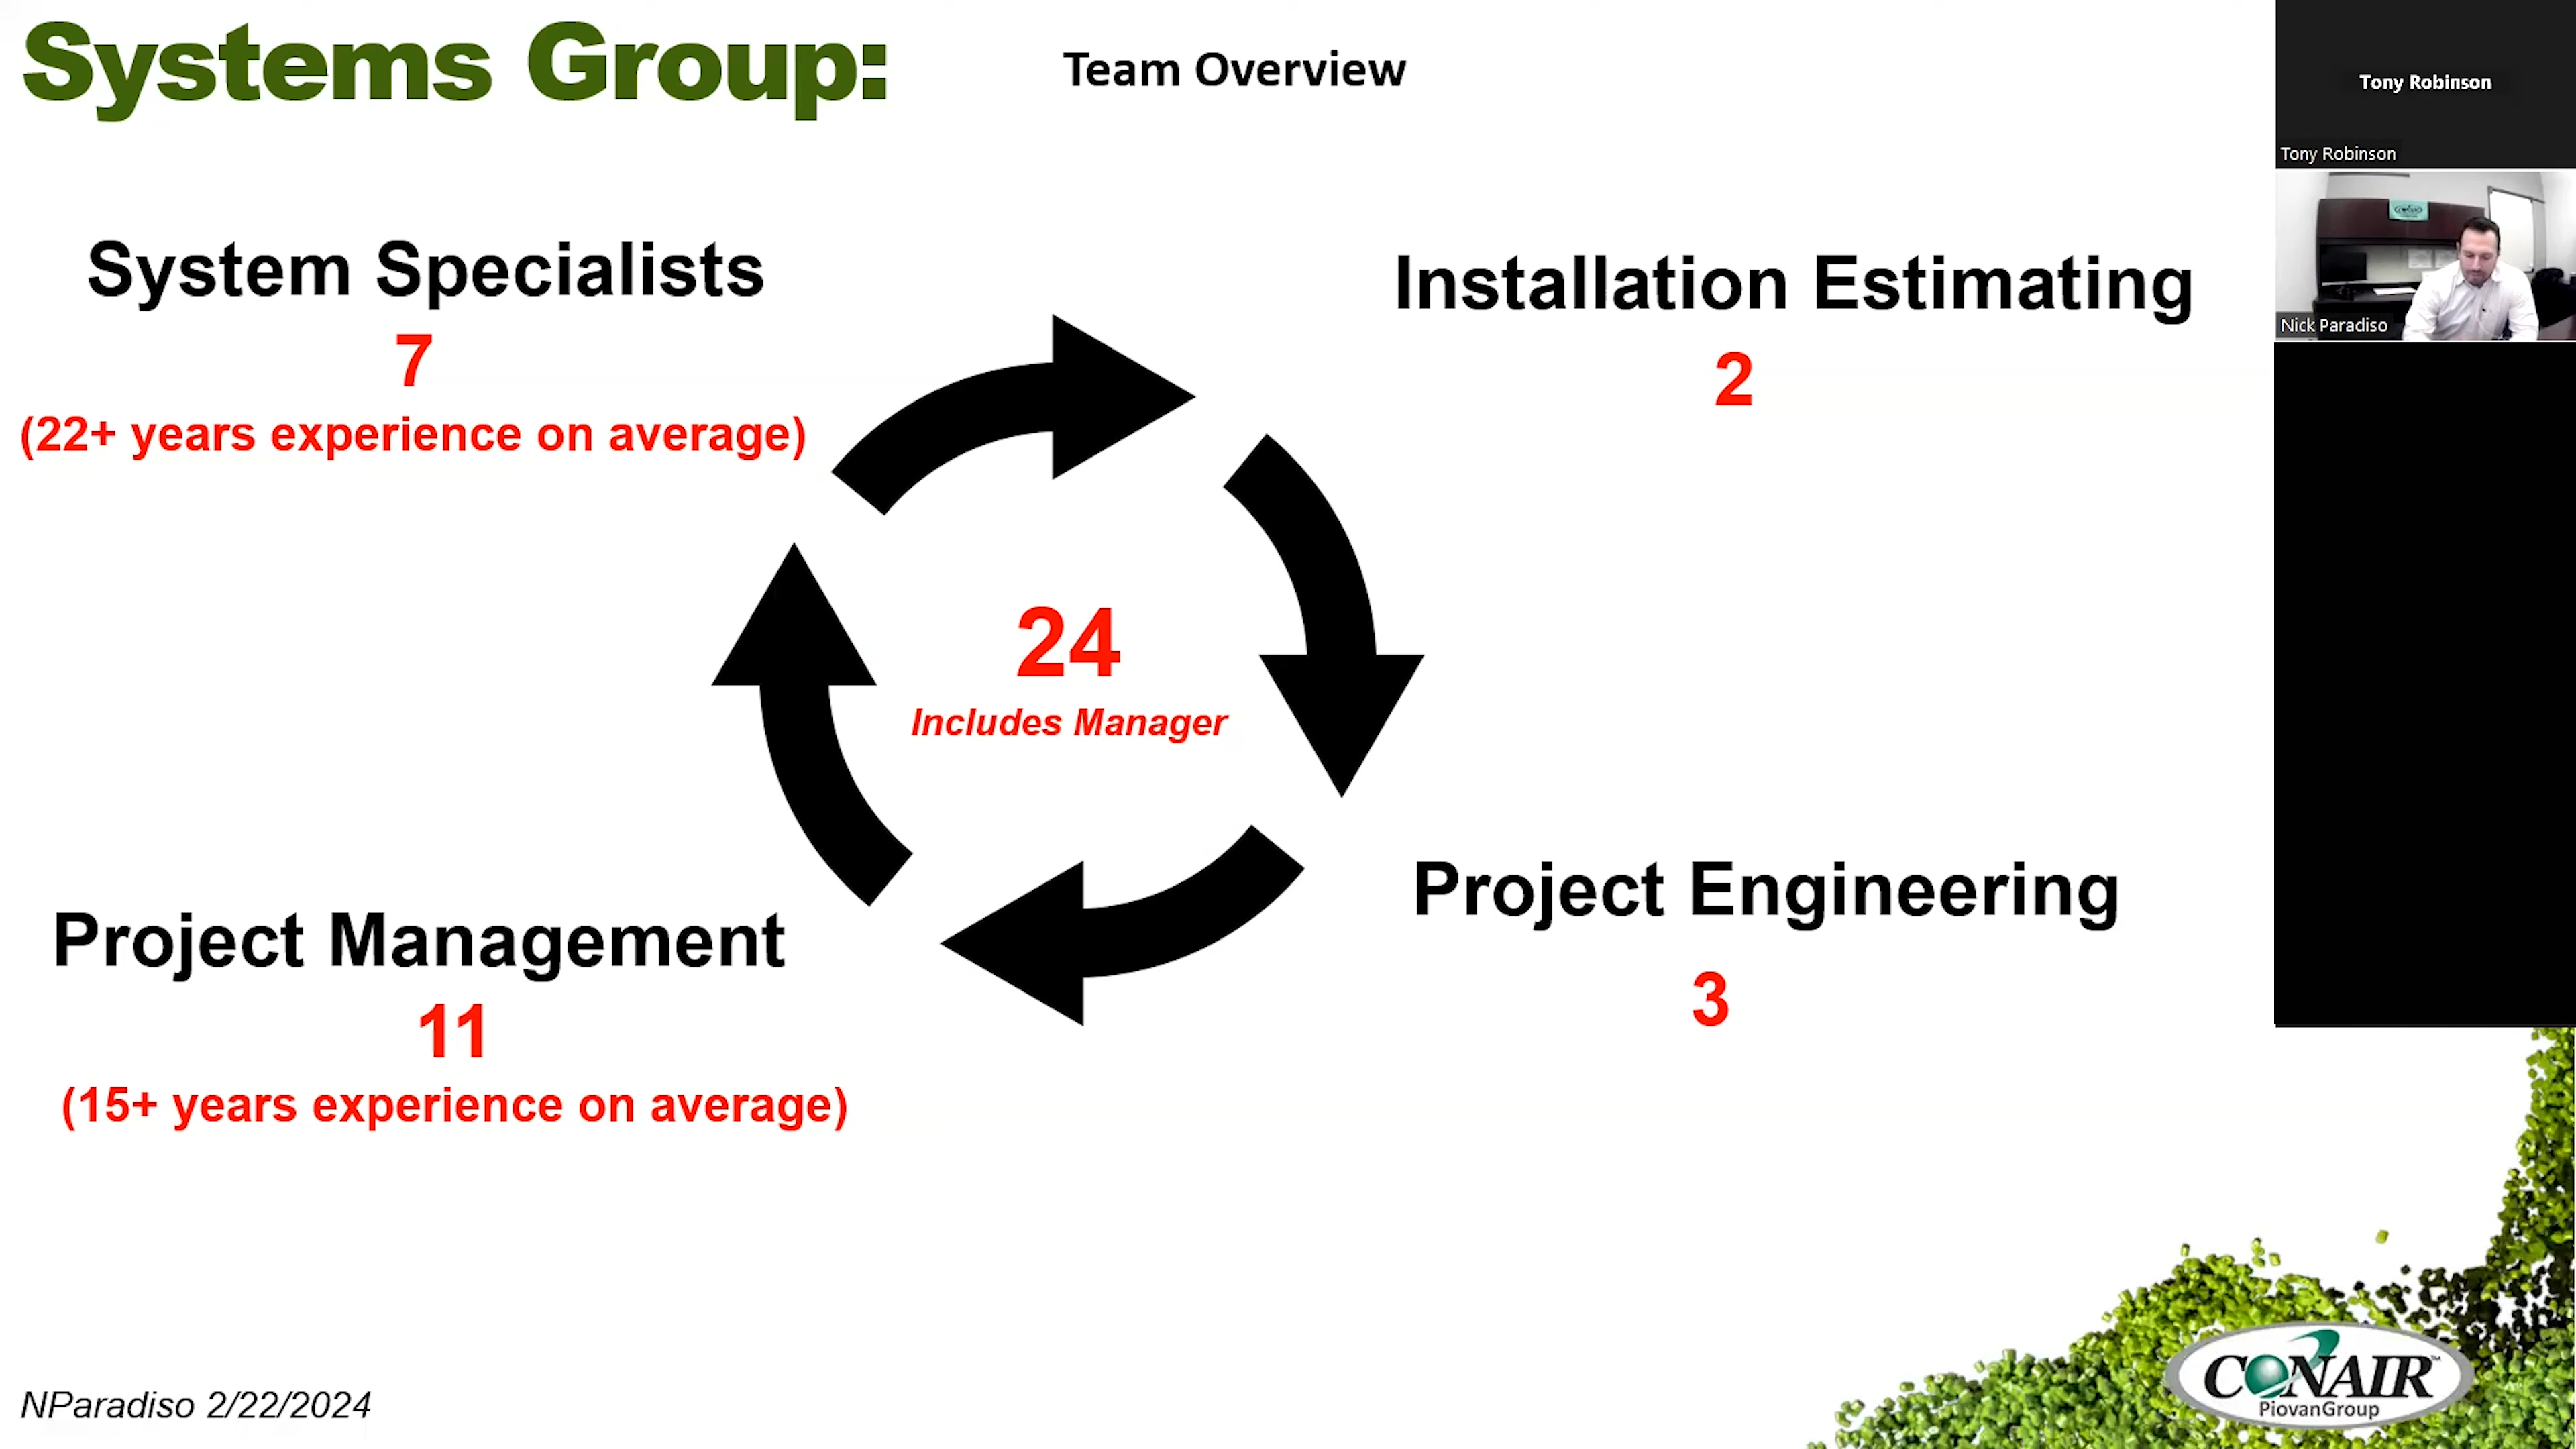 Systems Group:
Team Overview
Tony Robinson
Tony Robinson
CONAIR
Nick Paradiso
System Specialists
7
(22+ years experience on average)
Installation Estimating
2
24
Includes Manager
Project Management
11
(15+ years experience on average)
Project Engineering
3
NParadiso 2/22/2024
CONAIR™
PiovanGroup